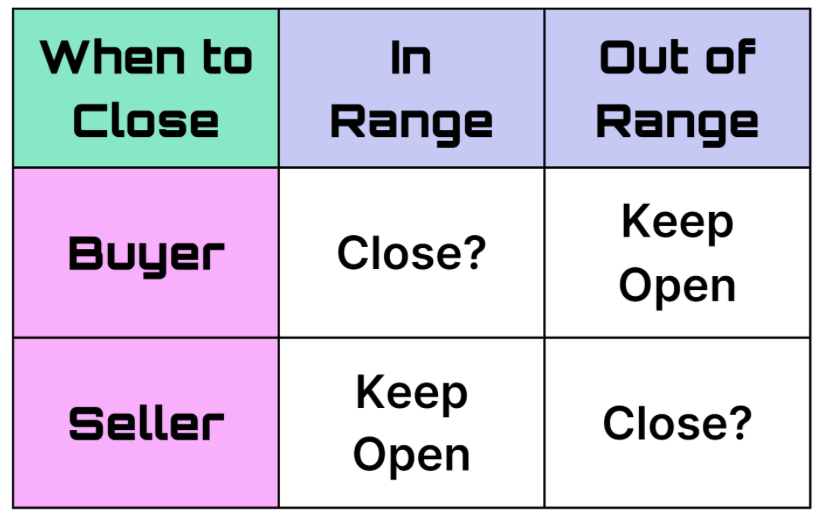 When to
Close
In
Range
Out of
Range
Buyer
Close?
Keep
Open
Seller
Keep
Open
Close?